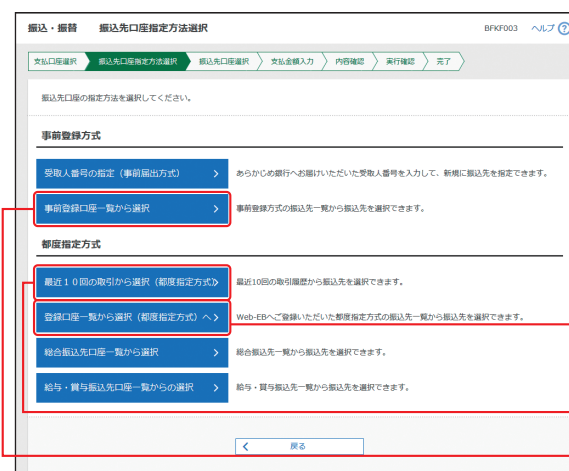 振込・振替　　振込先口座指定方法選択
BFKF003　ヘルプ ?
支払口座選択　振込先口座指定方法選択　振込先口座選択　支払金額入力　内容確認　実行確認　完了
振込先口座の指定方法を選択してください。
事前登録方式
受取人番号の指定（事前届出方式）　あらかじめ銀行へお届けいただいた受取人番号を入力して、新規に振込先を指定できます。
事前登録口座一覧から選択　事前登録方式の振込先一覧から振込先を選択できます。
都度指定方式
最近１０回の取引から選択（都度指定方式）　最近10回の取引履歴から振込先を選択できます。
登録口座一覧から選択（都度指定方式）へ　Web-EBへご登録いただいた都度指定方式の振込先一覧から振込先を選択できます。
総合振込先口座一覧から選択　総合振込先一覧から振込先を選択できます。
給与・賞与振込先口座一覧からの選択　給与・賞与振込先一覧から振込先を選択できます。
戻る